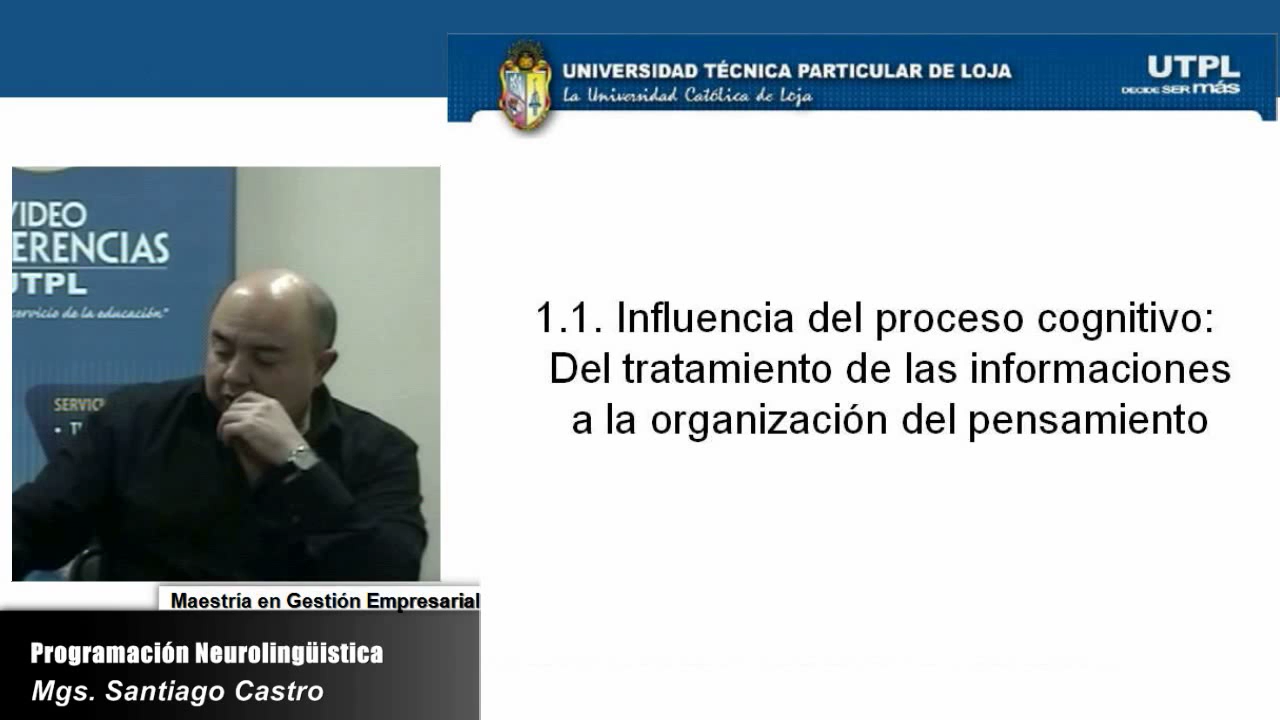 UNIVERSIDAD TÉCNICA PARTICULAR DE LOJA
La Universidad Católica de Loja
UTPL
DECIDE SER más
VIDEO
ERENCIAS
UTPL
servicio de la educación"
SERVIC
1.1. Influencia del proceso cognitivo:
Del tratamiento de las informaciones
a la organización del pensamiento
Maestría en Gestión Empresarial
Programación Neurolingüistica
Mgs. Santiago Castro